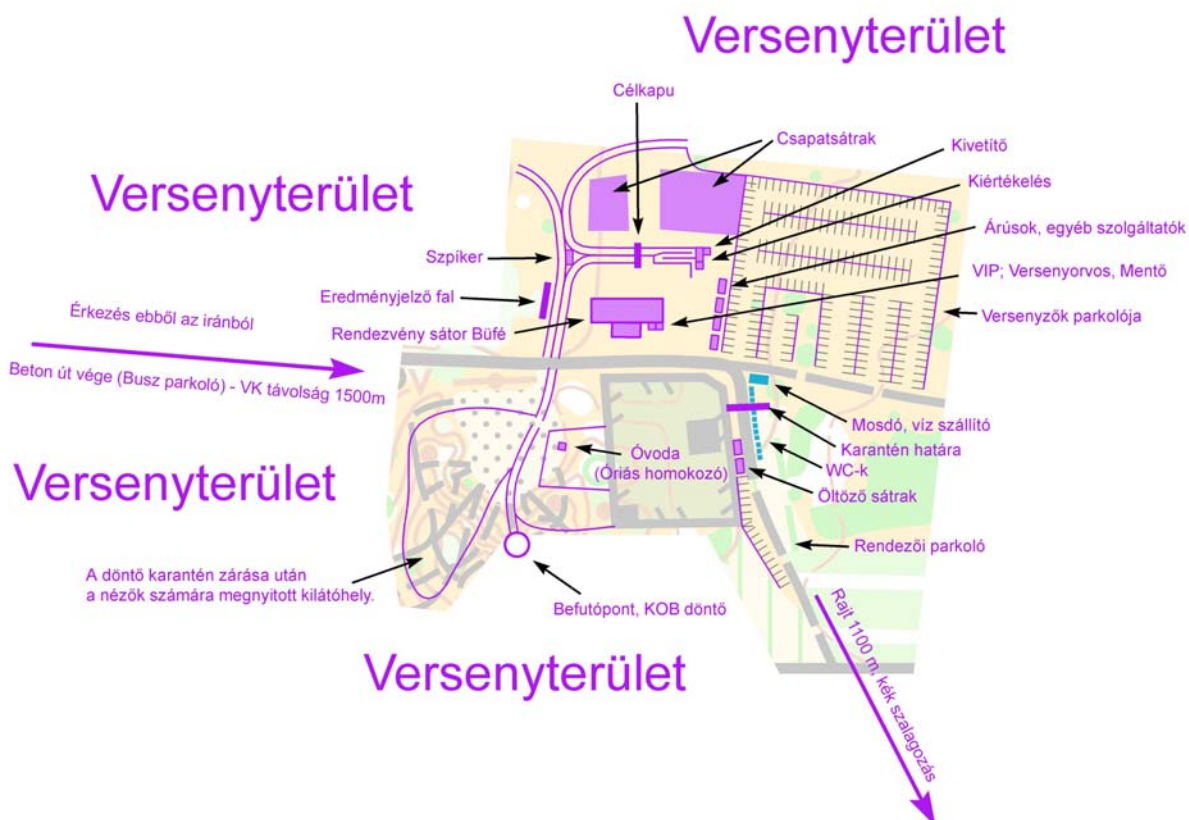 Versenyterület
Célkapu
Csapatsátrak
Kivetítő
Kiértékelés
Versenyterület
Árúsok, egyéb szolgáltatók
Szpíker
VIP; Versenyorvos, Mentő
Eredményjelző fal
Érkezés ebből az iránból
Rendezvény sátor Büfé
Versenyzők parkolója
Beton út vége (Busz parkoló) - VK távolság 1500m
Mosdó, víz szállító
Karantén határa
Óvoda
(Óriás homokozó)
WC-k
Versenyterület
Öltöző sátrak
Rendezői parkoló
A döntő karantén zárása után
a nézők számára megnyitott kilátóhely.
Befutópont, KOB döntő
Rajt 1100 m, kék szalagozás
Versenyterület